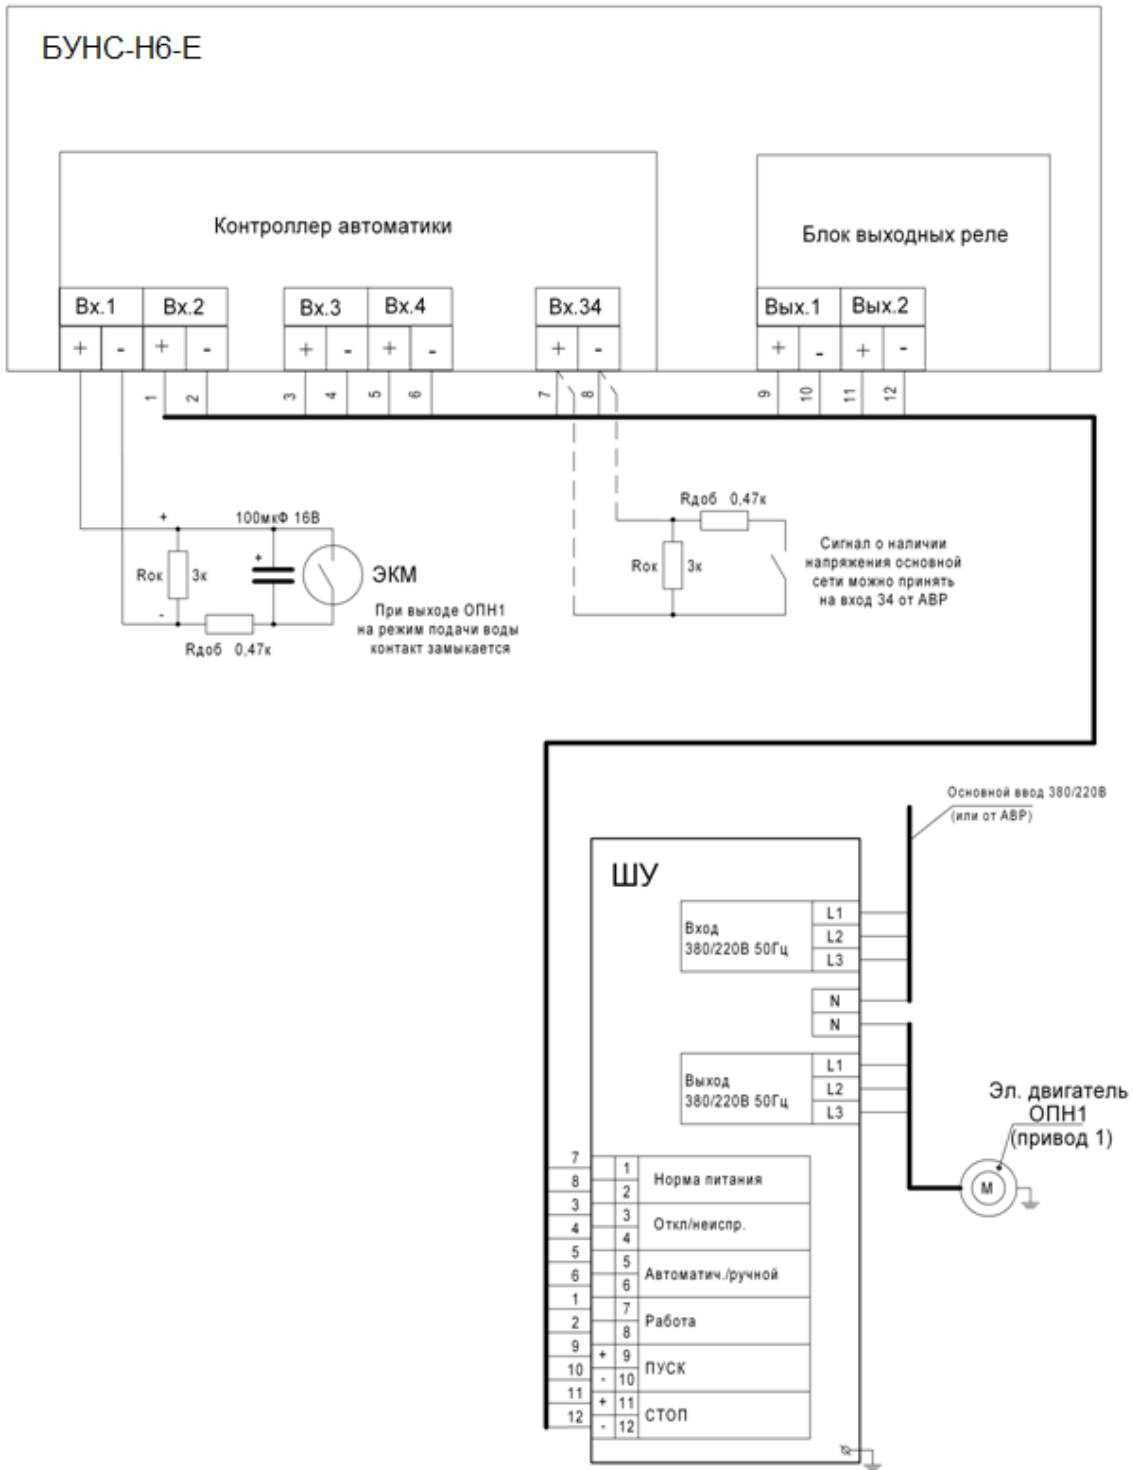 БУНС-Н6-Е
Контроллер автоматики
Блок выходных реле
Вх.1 Вх.2 Вх.3 Вх.4 Вх.34 Вых.1 Вых.2
+ - + - + - + - + - + - + -
1 2 3 4 5 6 7 8 9 10 11 12
+ 100мкФ 16В
+
Rок 3к
-
Rдоб 0,47к
ЭКМ
При выходе ОПН1
на режим подачи воды
контакт замыкается
Rдоб 0,47к
Rок 3к
Сигнал о наличии
напряжения основной
сети можно принять
на вход 34 от АВР
Основной ввод 380/220В
(или от АВР)
ШУ
Вход
380/220В 50Гц
L1
L2
L3
N
N
Выход
380/220В 50Гц
L1
L2
L3
Эл. двигатель
ОПН1
(привод 1)
М
7 1 Норма питания
8 2
3 3 Откл/неиспр.
4 4
5 5 Автоматич./ручной
6 6
1 7 Работа
2 8
9 + 9 ПУСК
10 - 10
11 + 11 СТОП
12 - 12